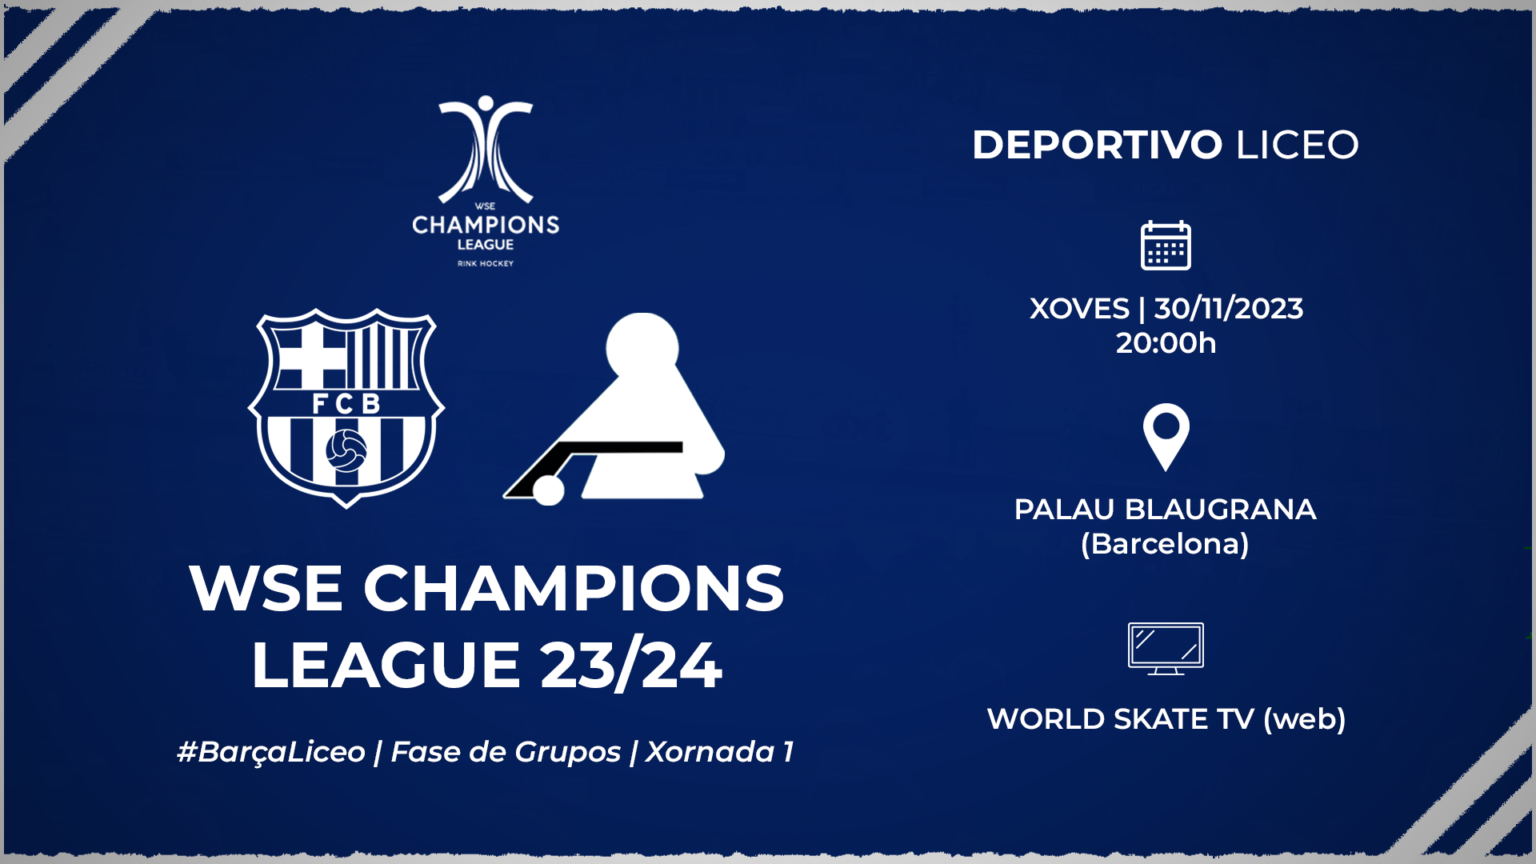 WSE
CHAMPIONS
LEAGUE
RINK HOCKEY
FCB
WSE CHAMPIONS
LEAGUE 23/24
#BarçaLiceo | Fase de Grupos | Xornada 1
DEPORTIVO LICEO
XOVES | 30/11/2023
20:00h
PALAU BLAUGRANA
(Barcelona)
WORLD SKATE TV (web)